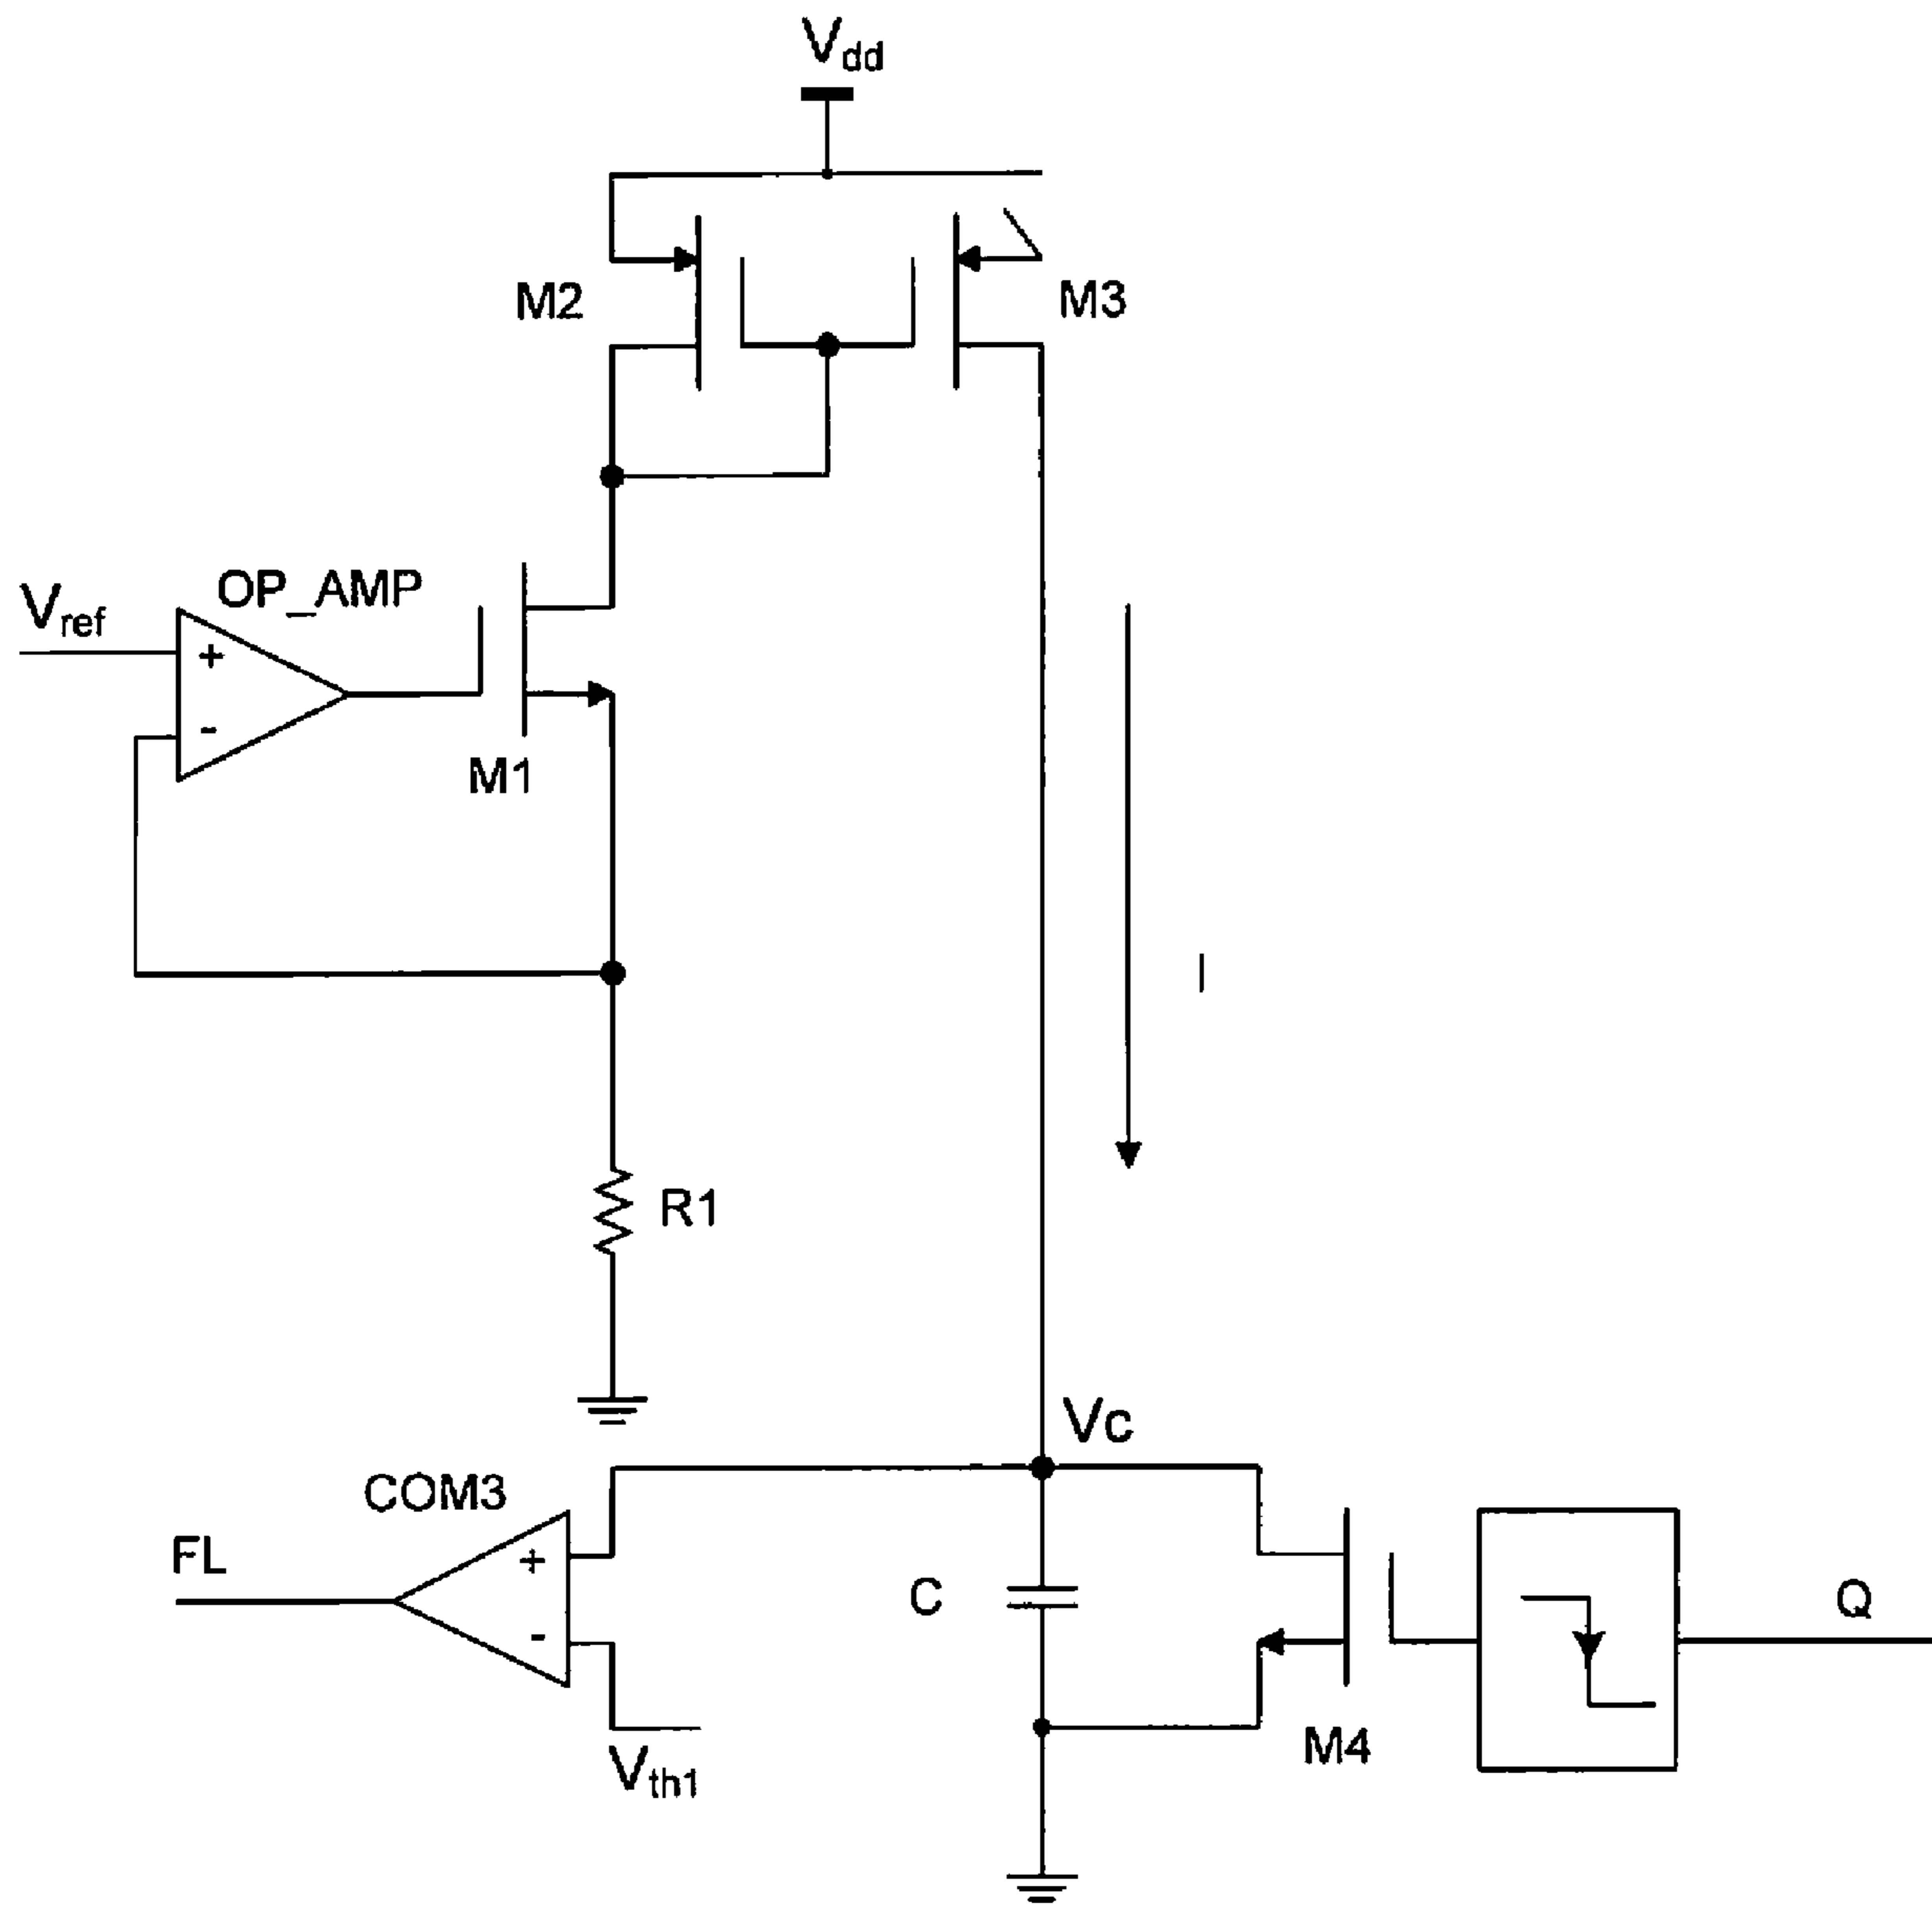 Vdd
M2
M3
OP_AMP
Vref
+
-
M1
I
R1
Vc
COM3
FL
+
-
C
Q
M4
Vth1